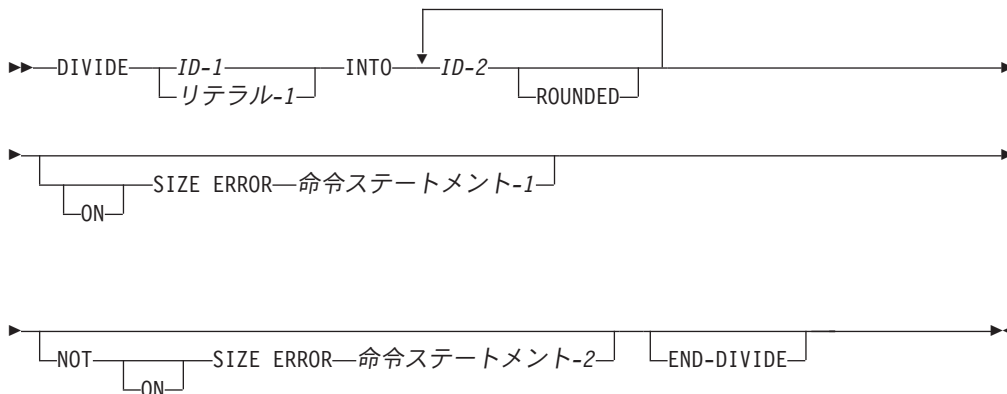 DIVIDE ID-1 INTO ID-2
リテラル-1 ROUNDED
SIZE ERROR 命令ステートメント-1
ON
NOT SIZE ERROR 命令ステートメント-2 END-DIVIDE
ON